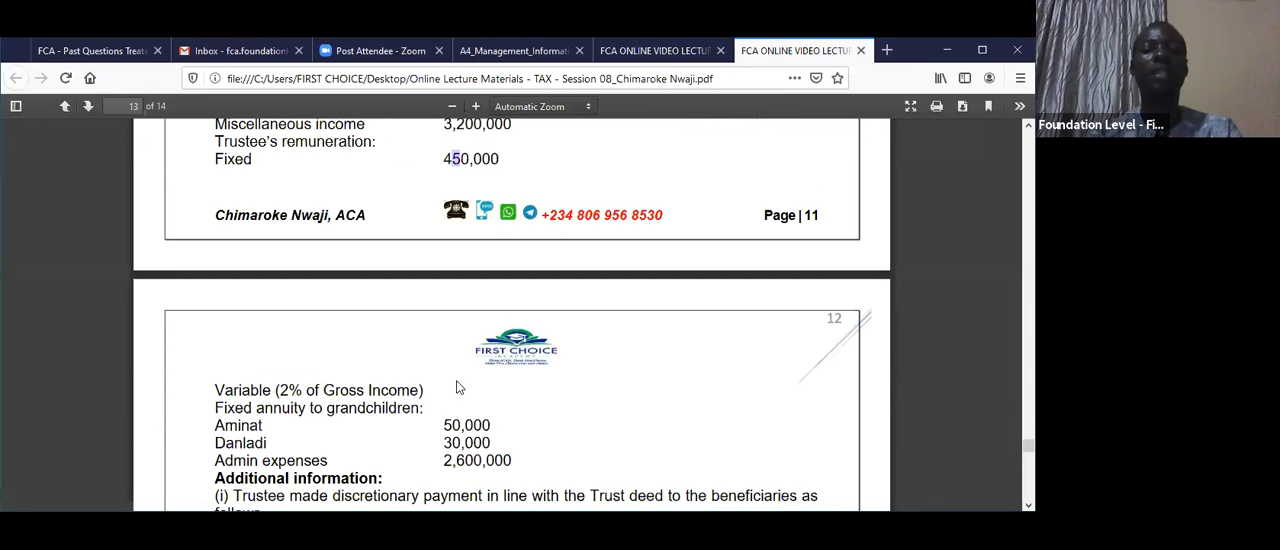 FCA - Past Questions Treate
Inbox - fca.foundation
Post Attendee - Zoom
A4_Management_Informati
FCA ONLINE VIDEO LECTUR
FCA ONLINE VIDEO LECTUR
file:///C:/Users/FIRST CHOICE/Desktop/Online Lecture Materials - TAX - Session 08_Chimaroke Nwaji.pdf
13 of 14
Automatic Zoom
Foundation Level - Fi...
Miscellaneous income 3,200,000
Trustee's remuneration:
Fixed 450,000
Chimaroke Nwaji, ACA +234 806 956 8530 Page | 11
12
FIRST CHOICE
Variable (2% of Gross Income)
Fixed annuity to grandchildren:
Aminat 50,000
Danladi 30,000
Admin expenses 2,600,000
Additional information:
(i) Trustee made discretionary payment in line with the Trust deed to the beneficiaries as